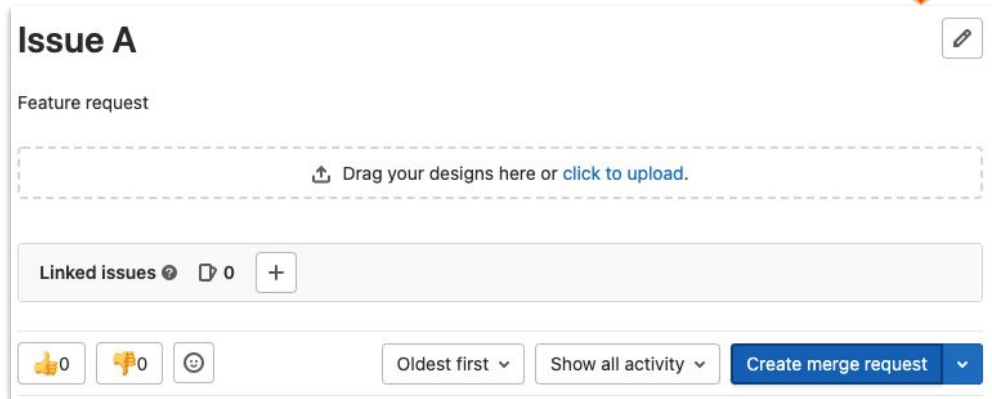 Issue A
Feature request
Drag your designs here or click to upload.
Linked issues 0
0 0 Oldest first Show all activity Create merge request